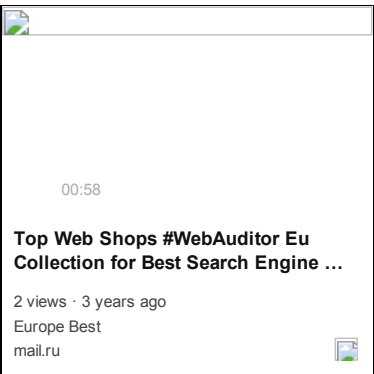 00:58
Top Web Shops #WebAuditor Eu
Collection for Best Search Engine …
2 views · 3 years ago
Europe Best
mail.ru